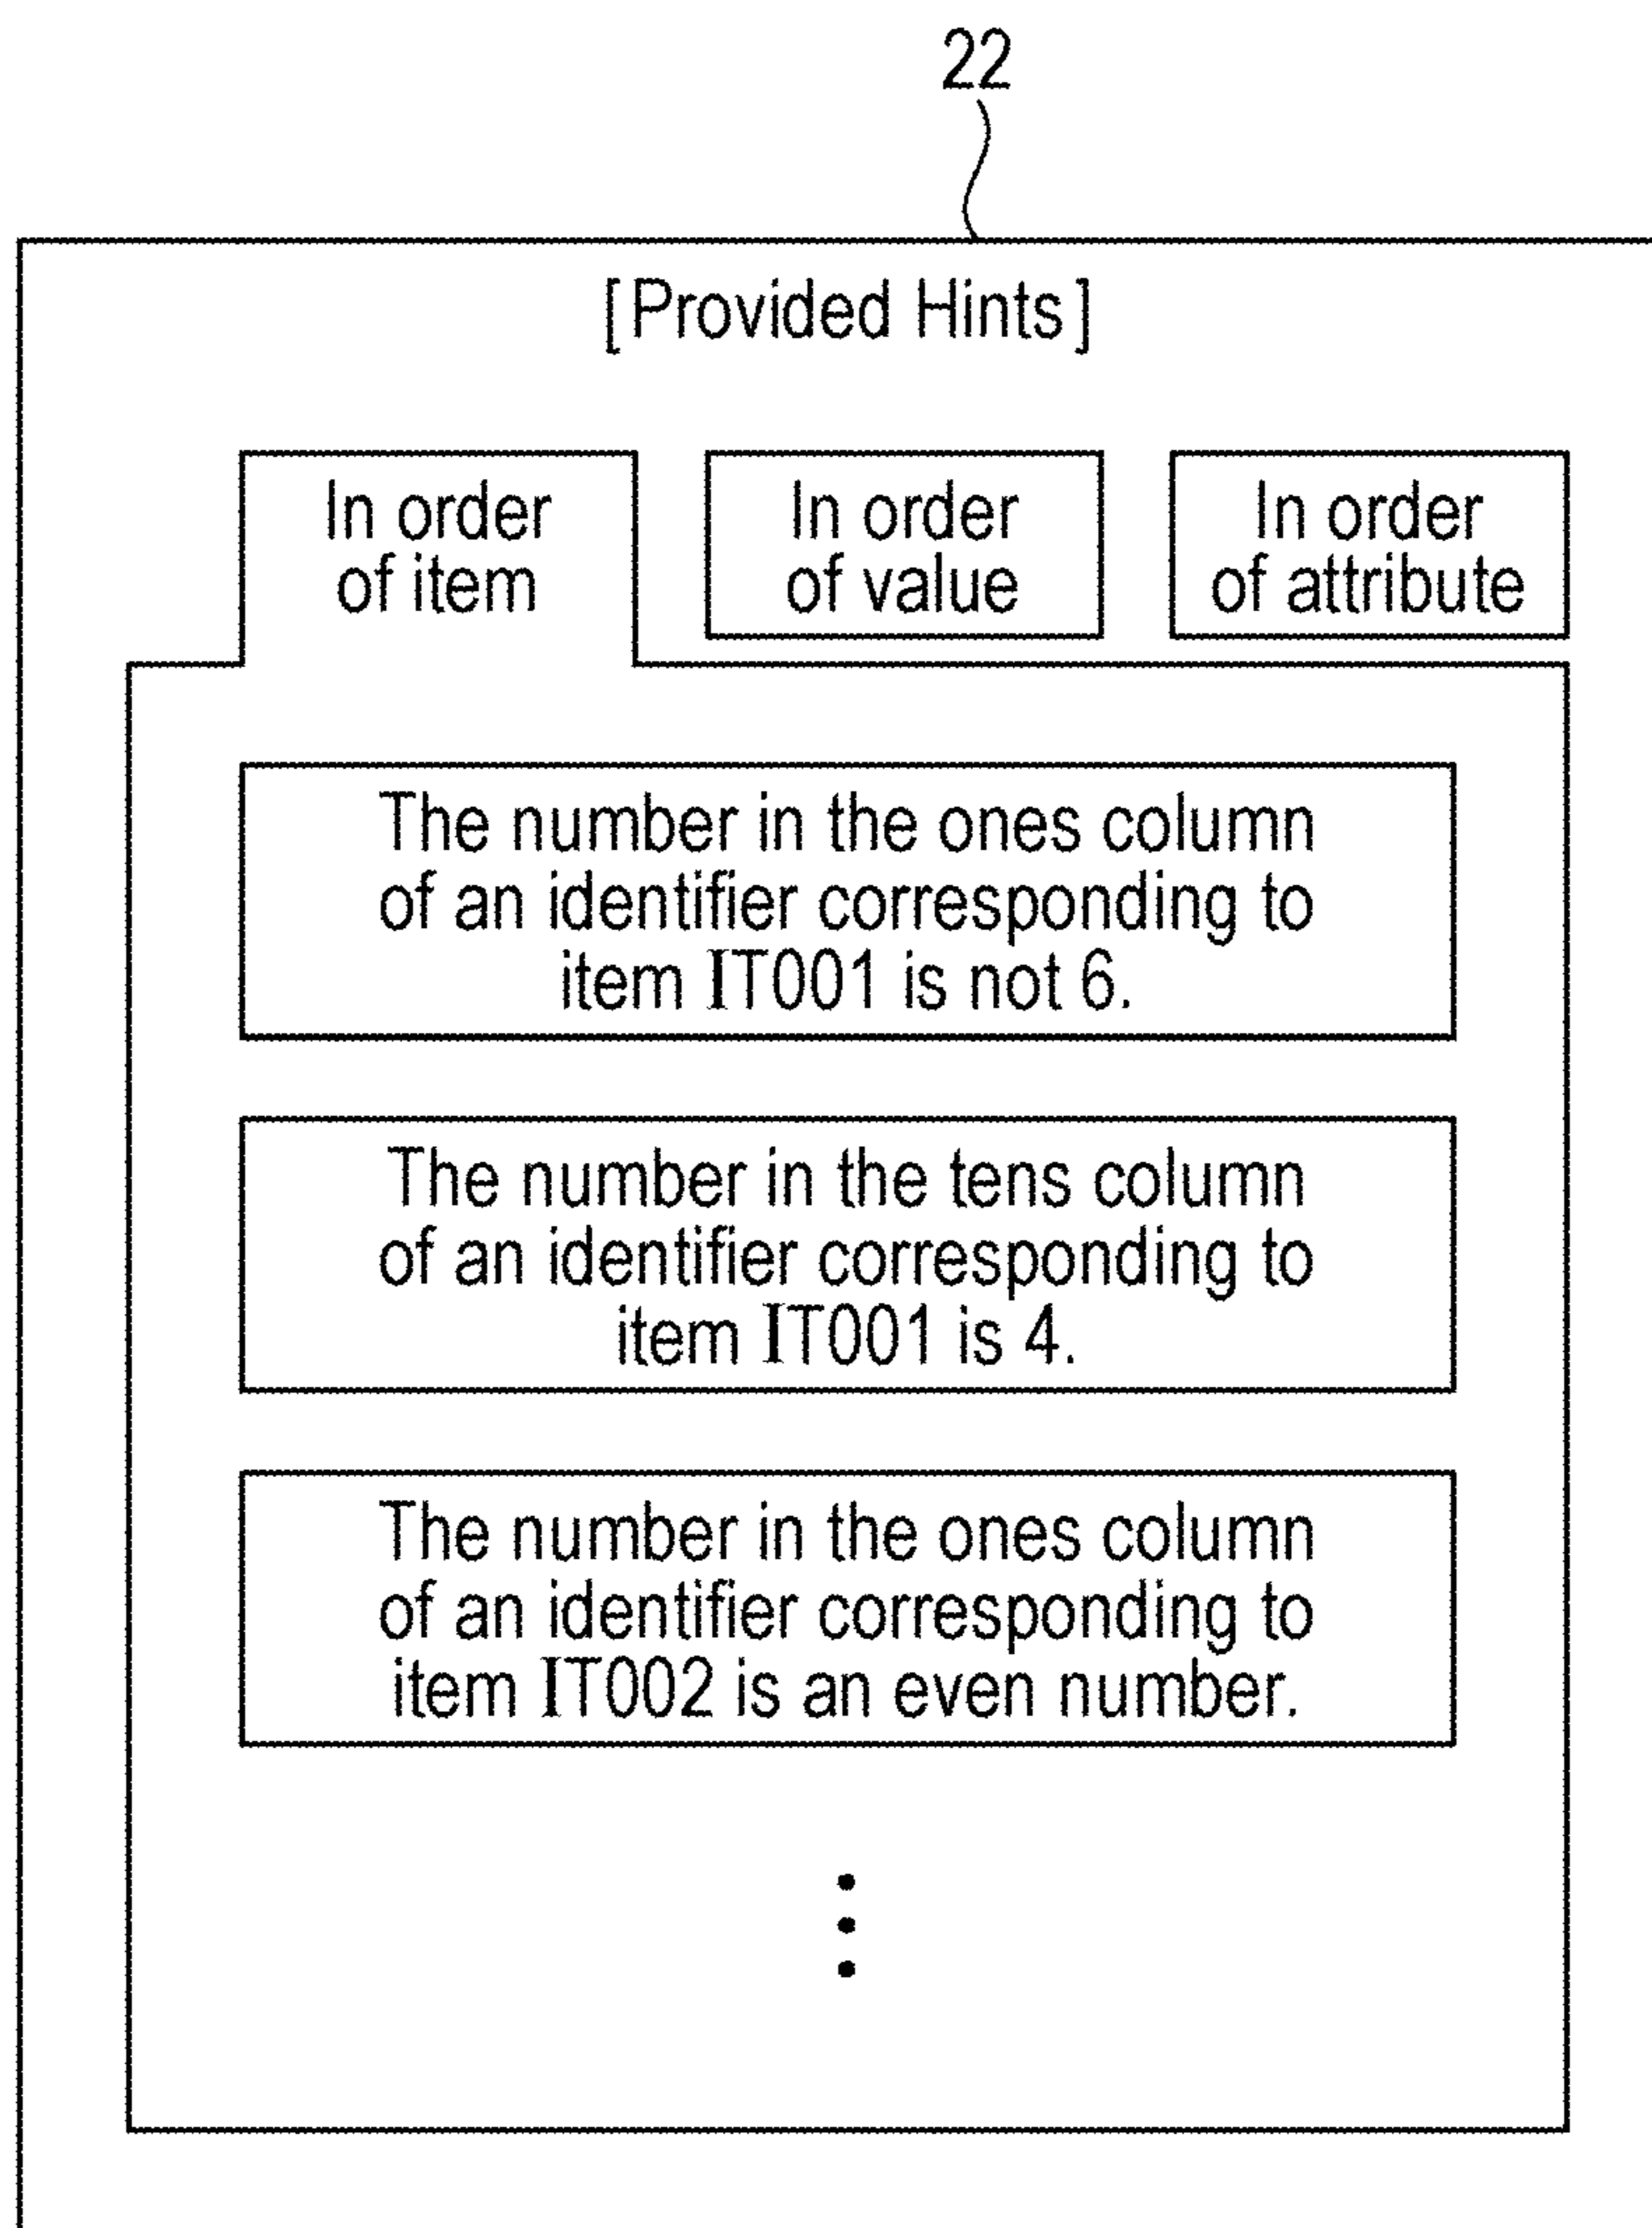 22
[Provided Hints]
In order
of item
In order
of value
In order
of attribute
The number in the ones column
of an identifier corresponding to
item IT001 is not 6.
The number in the tens column
of an identifier corresponding to
item IT001 is 4.
The number in the ones column
of an identifier corresponding to
item IT002 is an even number.